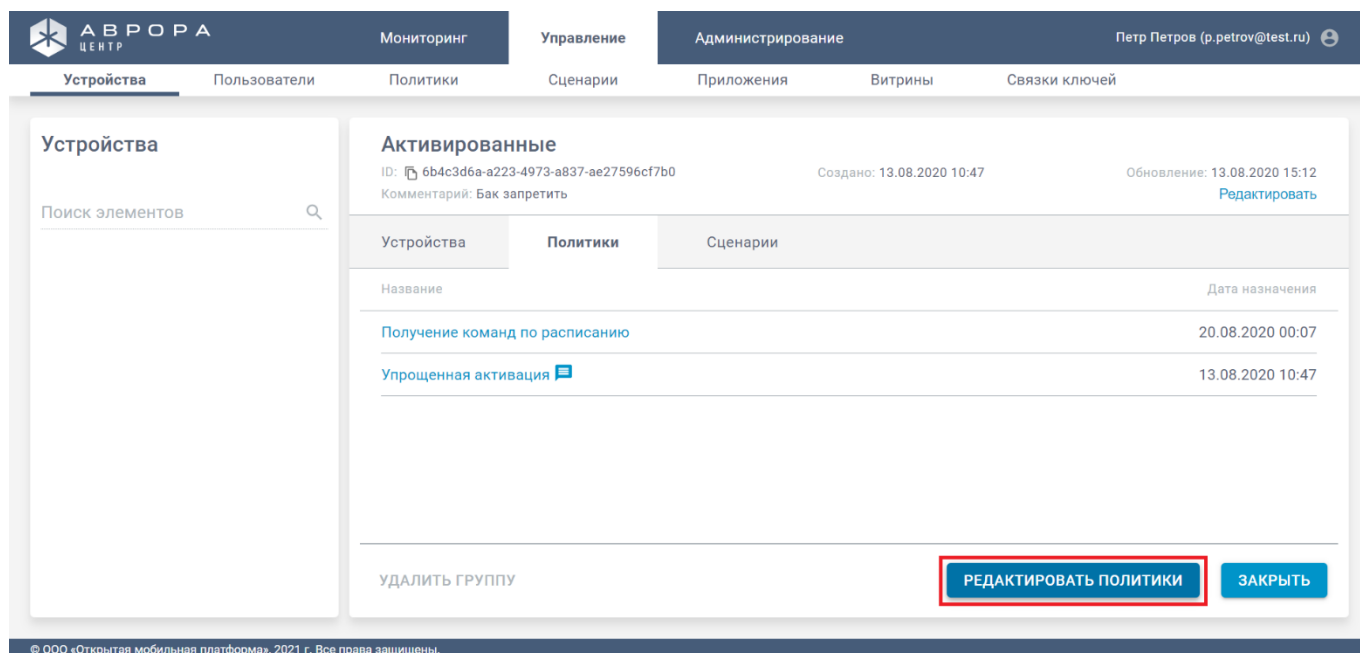 АВРОРА
ЦЕНТР
Мониторинг Управление Администрирование Петр Петров (p.petrov@test.ru)
Устройства Пользователи Политики Сценарии Приложения Витрины Связки ключей
Устройства
Поиск элементов
Активированные
ID: 6b4c3d6a-a223-4973-a837-ae27596cf7b0 Создано: 13.08.2020 10:47 Обновление: 13.08.2020 15:12
Комментарий: Бак запретить Редактировать
Устройства Политики Сценарии
Название Дата назначения
Получение команд по расписанию 20.08.2020 00:07
Упрощенная активация 13.08.2020 10:47
УДАЛИТЬ ГРУППУ РЕДАКТИРОВАТЬ ПОЛИТИКИ ЗАКРЫТЬ
© ООО «Открытая мобильная платформа», 2021 г. Все права защищены.